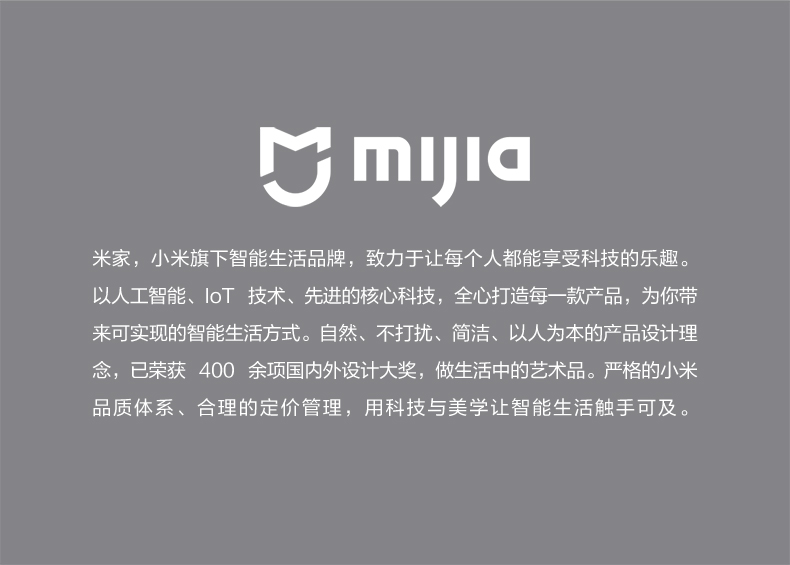 mijia
米家，小米旗下智能生活品牌，致力于让每个人都能享受科技的乐趣。
以人工智能、IoT 技术、先进的核心科技，全心打造每一款产品，为你带
来可实现的智能生活方式。自然、不打扰、简洁、以人为本的产品设计理
念，已荣获 400 余项国内外设计大奖，做生活中的艺术品。严格的小米
品质体系、合理的定价管理，用科技与美学让智能生活触手可及。